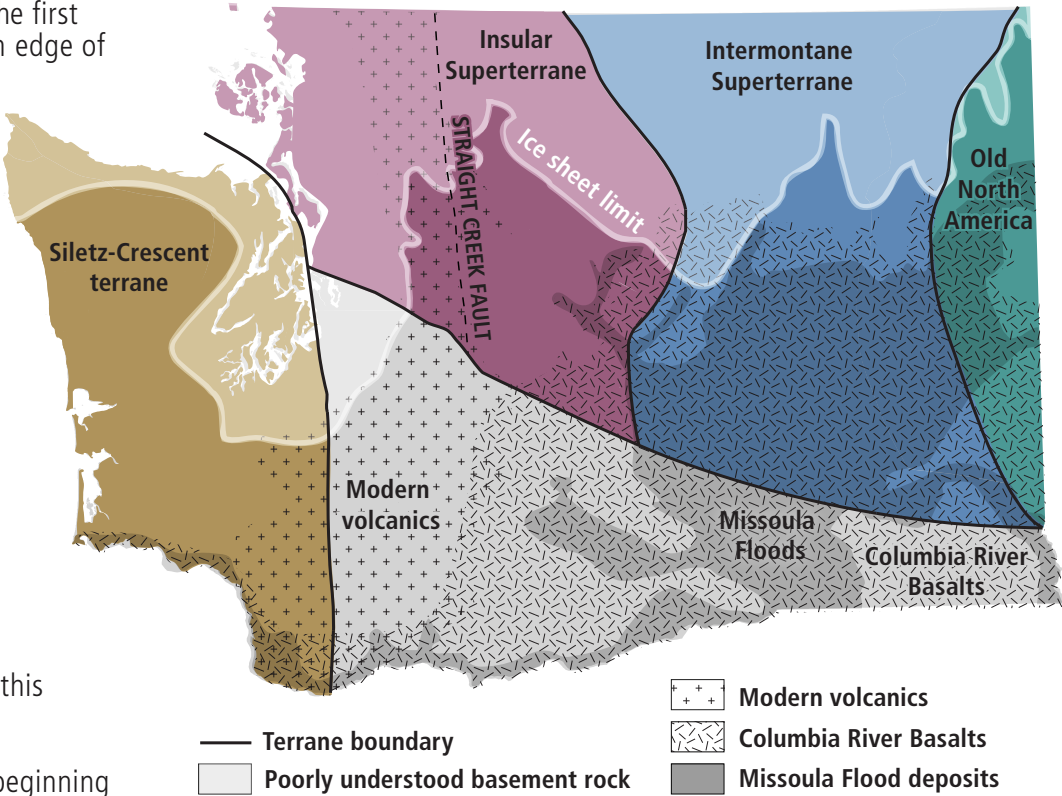 he first
n edge of
Insular
Superterrane
Intermontane
Superterrane
Old
North
America
STRAIGHT CREEK FAULT
Ice sheet limit
Siletz-Crescent
terrane
Modern
volcanics
Missoula
Floods
Columbia River
Basalts
this
beginning
Terrane boundary
Poorly understood basement rock
Modern volcanics
Columbia River Basalts
Missoula Flood deposits